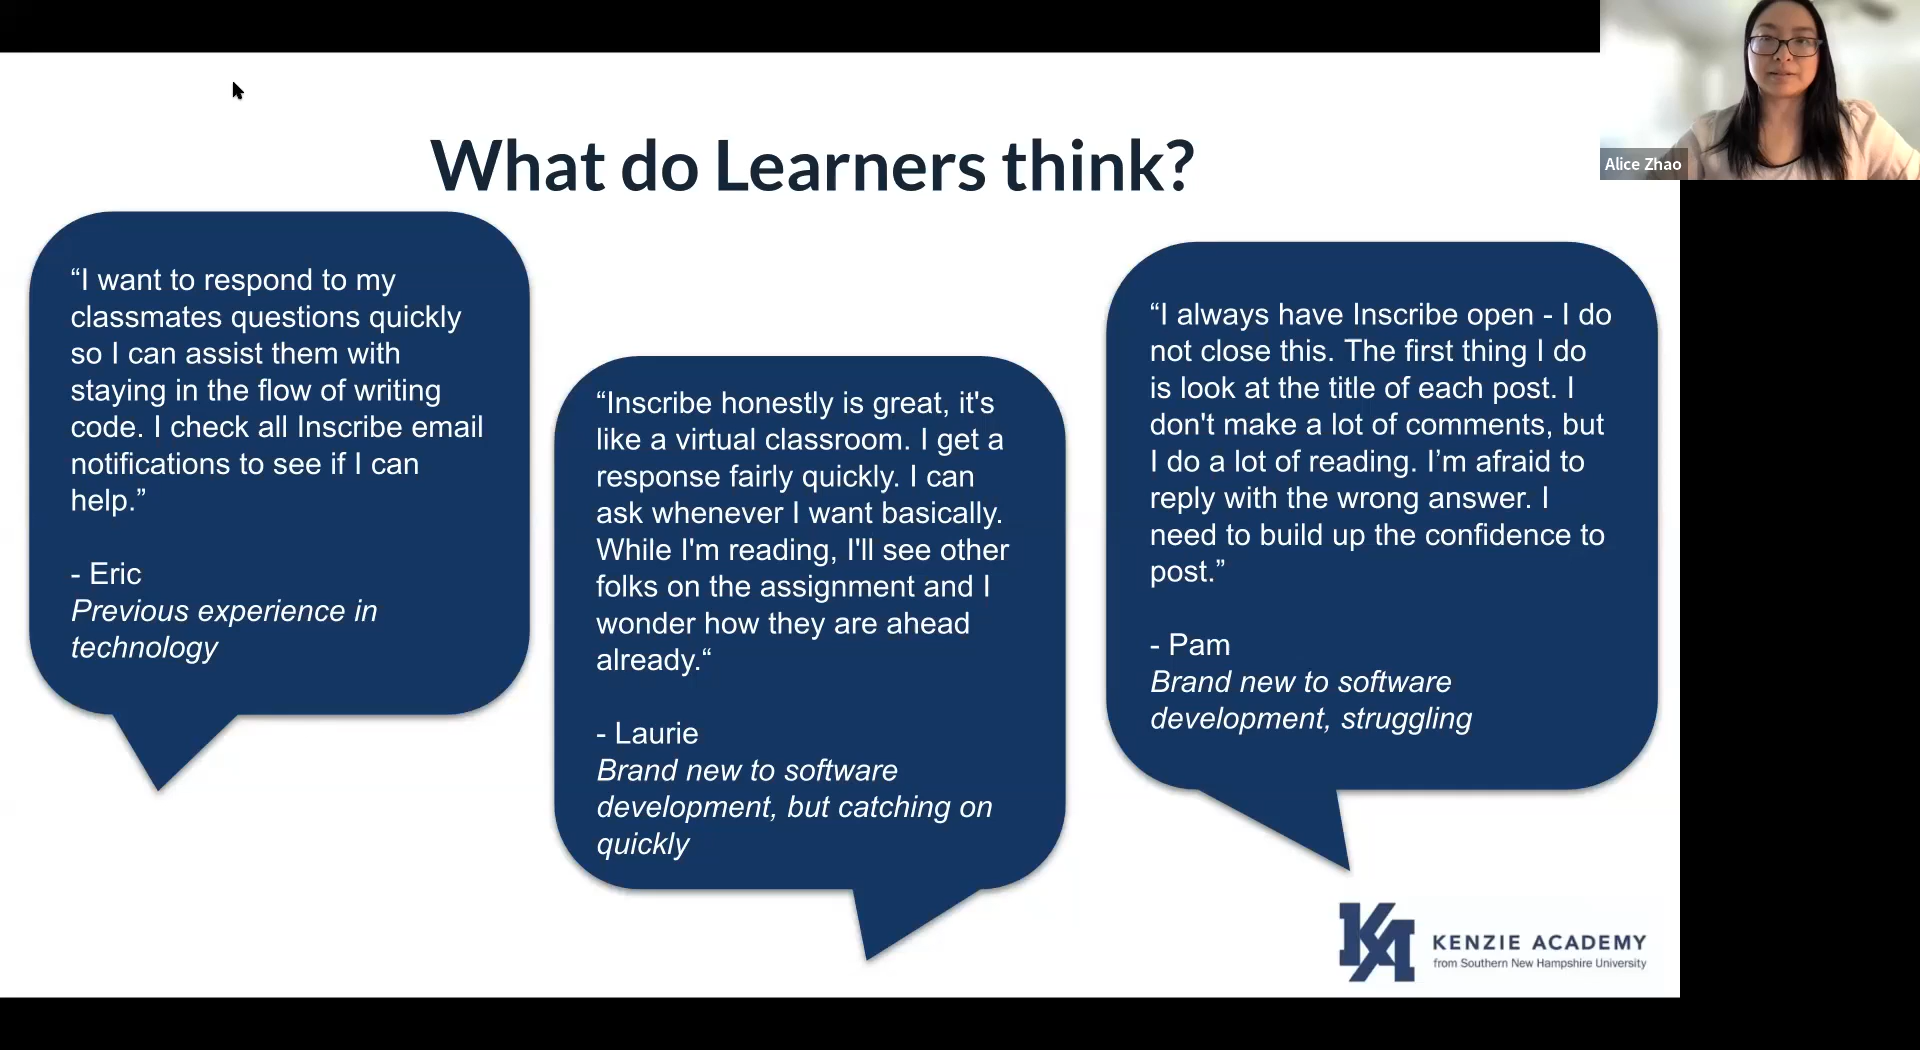 Alice Zhao
What do Learners think?
“I want to respond to my
classmates questions quickly
so I can assist them with
staying in the flow of writing
code. I check all Inscribe email
notifications to see if I can
help.”
- Eric
Previous experience in
technology
“Inscribe honestly is great, it's
like a virtual classroom. I get a
response fairly quickly. I can
ask whenever I want basically.
While I'm reading, I'll see other
folks on the assignment and I
wonder how they are ahead
already.“
- Laurie
Brand new to software
development, but catching on
quickly
“I always have Inscribe open - I do
not close this. The first thing I do
is look at the title of each post. I
don't make a lot of comments, but
I do a lot of reading. I’m afraid to
reply with the wrong answer. I
need to build up the confidence to
post.”
- Pam
Brand new to software
development, struggling
KA
KENZIE ACADEMY
from Southern New Hampshire University